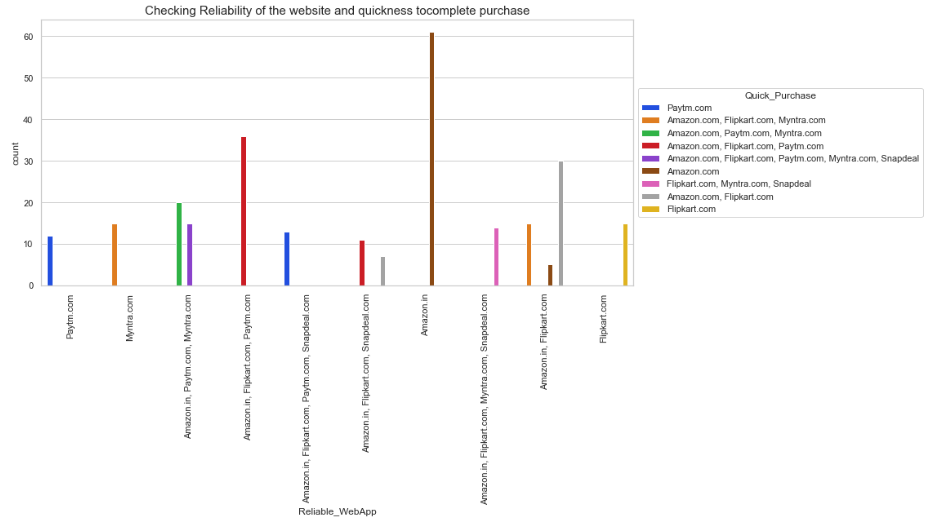 Checking Reliability of the website and quickness tocomplete purchase
60
50
40
30
20
10
0
count
Paytm.com
Myntra.com
Amazon.in, Paytm.com, Myntra.com
Amazon.in, Flipkart.com, Paytm.com
Amazon.in, Flipkart.com, Paytm.com, Snapdeal.com
Amazon.in, Flipkart.com, Snapdeal.com
Amazon.in
Amazon.in, Flipkart.com, Myntra.com, Snapdeal.com
Amazon.in, Flipkart.com
Flipkart.com
Reliable_WebApp
Quick_Purchase
Paytm.com
Amazon.com, Flipkart.com, Myntra.com
Amazon.com, Paytm.com, Myntra.com
Amazon.com, Flipkart.com, Paytm.com
Amazon.com, Flipkart.com, Paytm.com, Myntra.com, Snapdeal
Amazon.com
Flipkart.com, Myntra.com, Snapdeal
Amazon.com, Flipkart.com
Flipkart.com